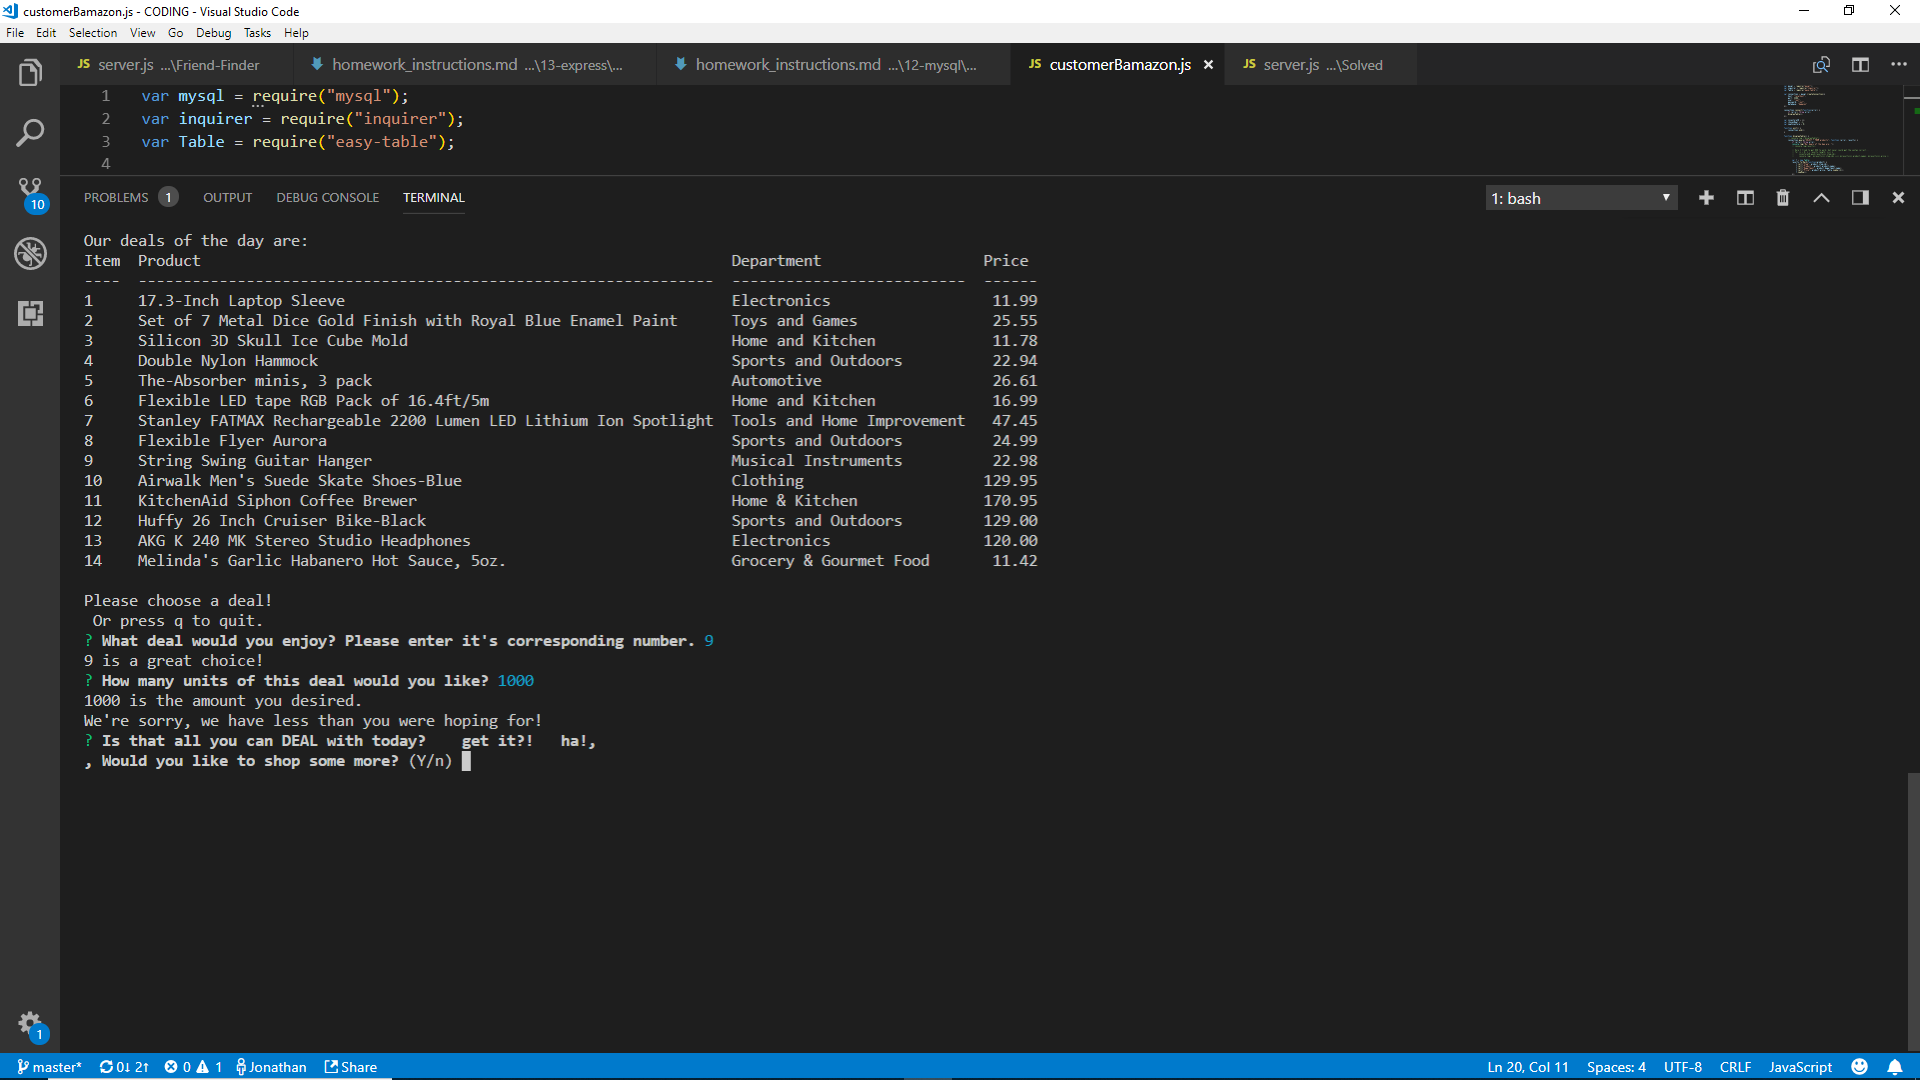 customerBamazon.js - CODING - Visual Studio Code
File Edit Selection View Go Debug Tasks Help
JS server.js ...\Friend-Finder homework_instructions.md ...\13-express\... homework_instructions.md ...\12-mysql\... JS customerBamazon.js × JS server.js ...\Solved
1 var mysql = require("mysql");
2 var inquirer = require("inquirer");
3 var Table = require("easy-table");
4
PROBLEMS 1 OUTPUT DEBUG CONSOLE TERMINAL 1: bash
Our deals of the day are:
Item Product Department Price
---- ---------------------------------------------------------------- -------------------------- ------
1 17.3-Inch Laptop Sleeve Electronics 11.99
2 Set of 7 Metal Dice Gold Finish with Royal Blue Enamel Paint Toys and Games 25.55
3 Silicon 3D Skull Ice Cube Mold Home and Kitchen 11.78
4 Double Nylon Hammock Sports and Outdoors 22.94
5 The-Absorber minis, 3 pack Automotive 26.61
6 Flexible LED tape RGB Pack of 16.4ft/5m Home and Kitchen 16.99
7 Stanley FATMAX Rechargeable 2200 Lumen LED Lithium Ion Spotlight Tools and Home Improvement 47.45
8 Flexible Flyer Aurora Sports and Outdoors 24.99
9 String Swing Guitar Hanger Musical Instruments 22.98
10 Airwalk Men's Suede Skate Shoes-Blue Clothing 129.95
11 KitchenAid Siphon Coffee Brewer Home & Kitchen 170.95
12 Huffy 26 Inch Cruiser Bike-Black Sports and Outdoors 129.00
13 AKG K 240 MK Stereo Studio Headphones Electronics 120.00
14 Melinda's Garlic Habanero Hot Sauce, 5oz. Grocery & Gourmet Food 11.42
Please choose a deal!
Or press q to quit.
? What deal would you enjoy? Please enter it's corresponding number. 9
9 is a great choice!
? How many units of this deal would you like? 1000
1000 is the amount you desired.
We're sorry, we have less than you were hoping for!
? Is that all you can DEAL with today? get it?! ha!,
, Would you like to shop some more? (Y/n)
10
1
master* 0↓ 2↑ 0 1 Jonathan Share Ln 20, Col 11 Spaces: 4 UTF-8 CRLF JavaScript